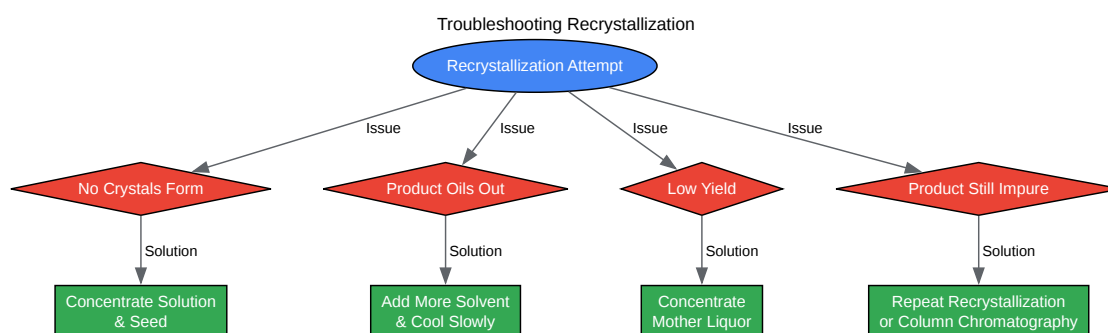 Troubleshooting Recrystallization
Recrystallization Attempt
Issue
Issue
Issue
Issue
No Crystals Form
Product Oils Out
Low Yield
Product Still Impure
Solution
Solution
Solution
Solution
Concentrate Solution
& Seed
Add More Solvent
& Cool Slowly
Concentrate
Mother Liquor
Repeat Recrystallization
or Column Chromatography